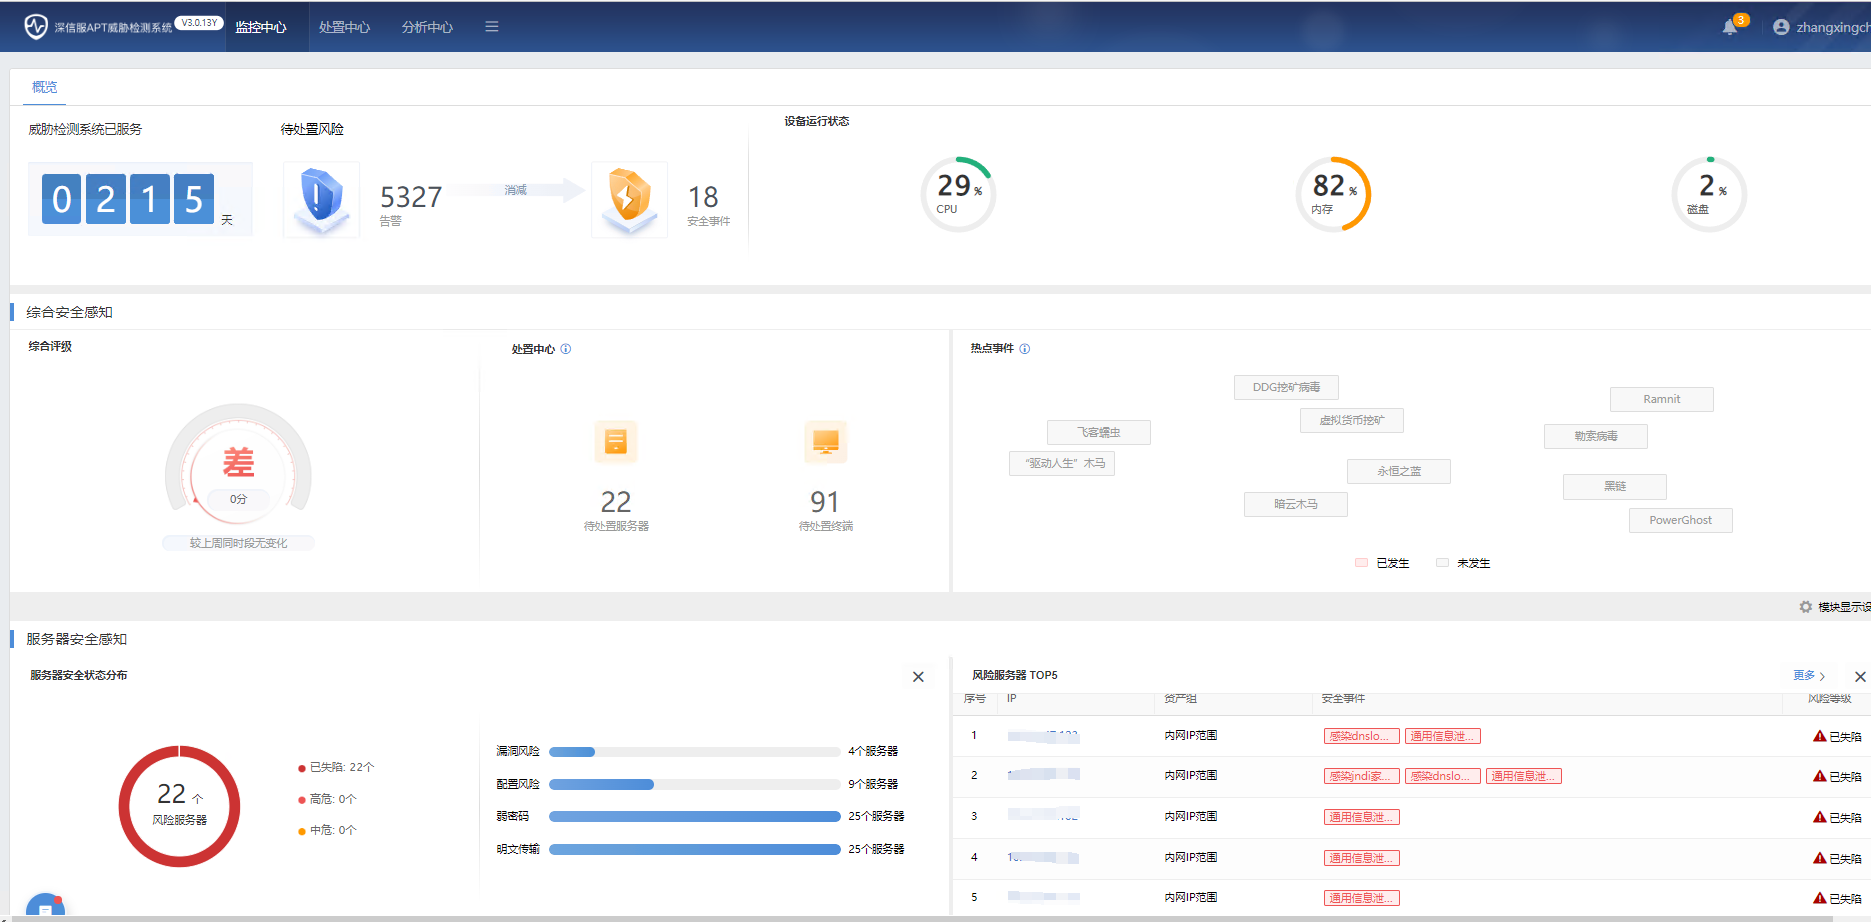 深信服APT威胁检测系统 V3.0.13Y 监控中心 处置中心 分析中心 3 zhangxingch
概览
威胁检测系统已服务 待处置风险 设备运行状态
0 2 1 5 天
5327 告警
消减
18 安全事件
29 % CPU
82 % 内存
2 % 磁盘
综合安全感知
综合评级
差
0分
较上周同时段无变化
处置中心
22 待处置服务器
91 待处置终端
热点事件
DDG挖矿病毒
Ramnit
虚拟货币挖矿
飞客蠕虫
勒索病毒
“驱动人生”木马
永恒之蓝
黑链
暗云木马
PowerGhost
已发生 未发生
模块显示设
服务器安全感知
服务器安全状态分布
22 个
风险服务器
已失陷: 22个
高危: 0个
中危: 0个
漏洞风险 4个服务器
配置风险 9个服务器
弱密码 25个服务器
明文传输 25个服务器
风险服务器 TOP5 更多
序号 IP 资产组 安全事件 风险等级
1 内网IP范围 感染dnslo... 通用信息泄... 已失陷
2 内网IP范围 感染jndi家... 感染dnslo... 通用信息泄... 已失陷
3 内网IP范围 通用信息泄... 已失陷
4 内网IP范围 通用信息泄... 已失陷
5 内网IP范围 通用信息泄... 已失陷